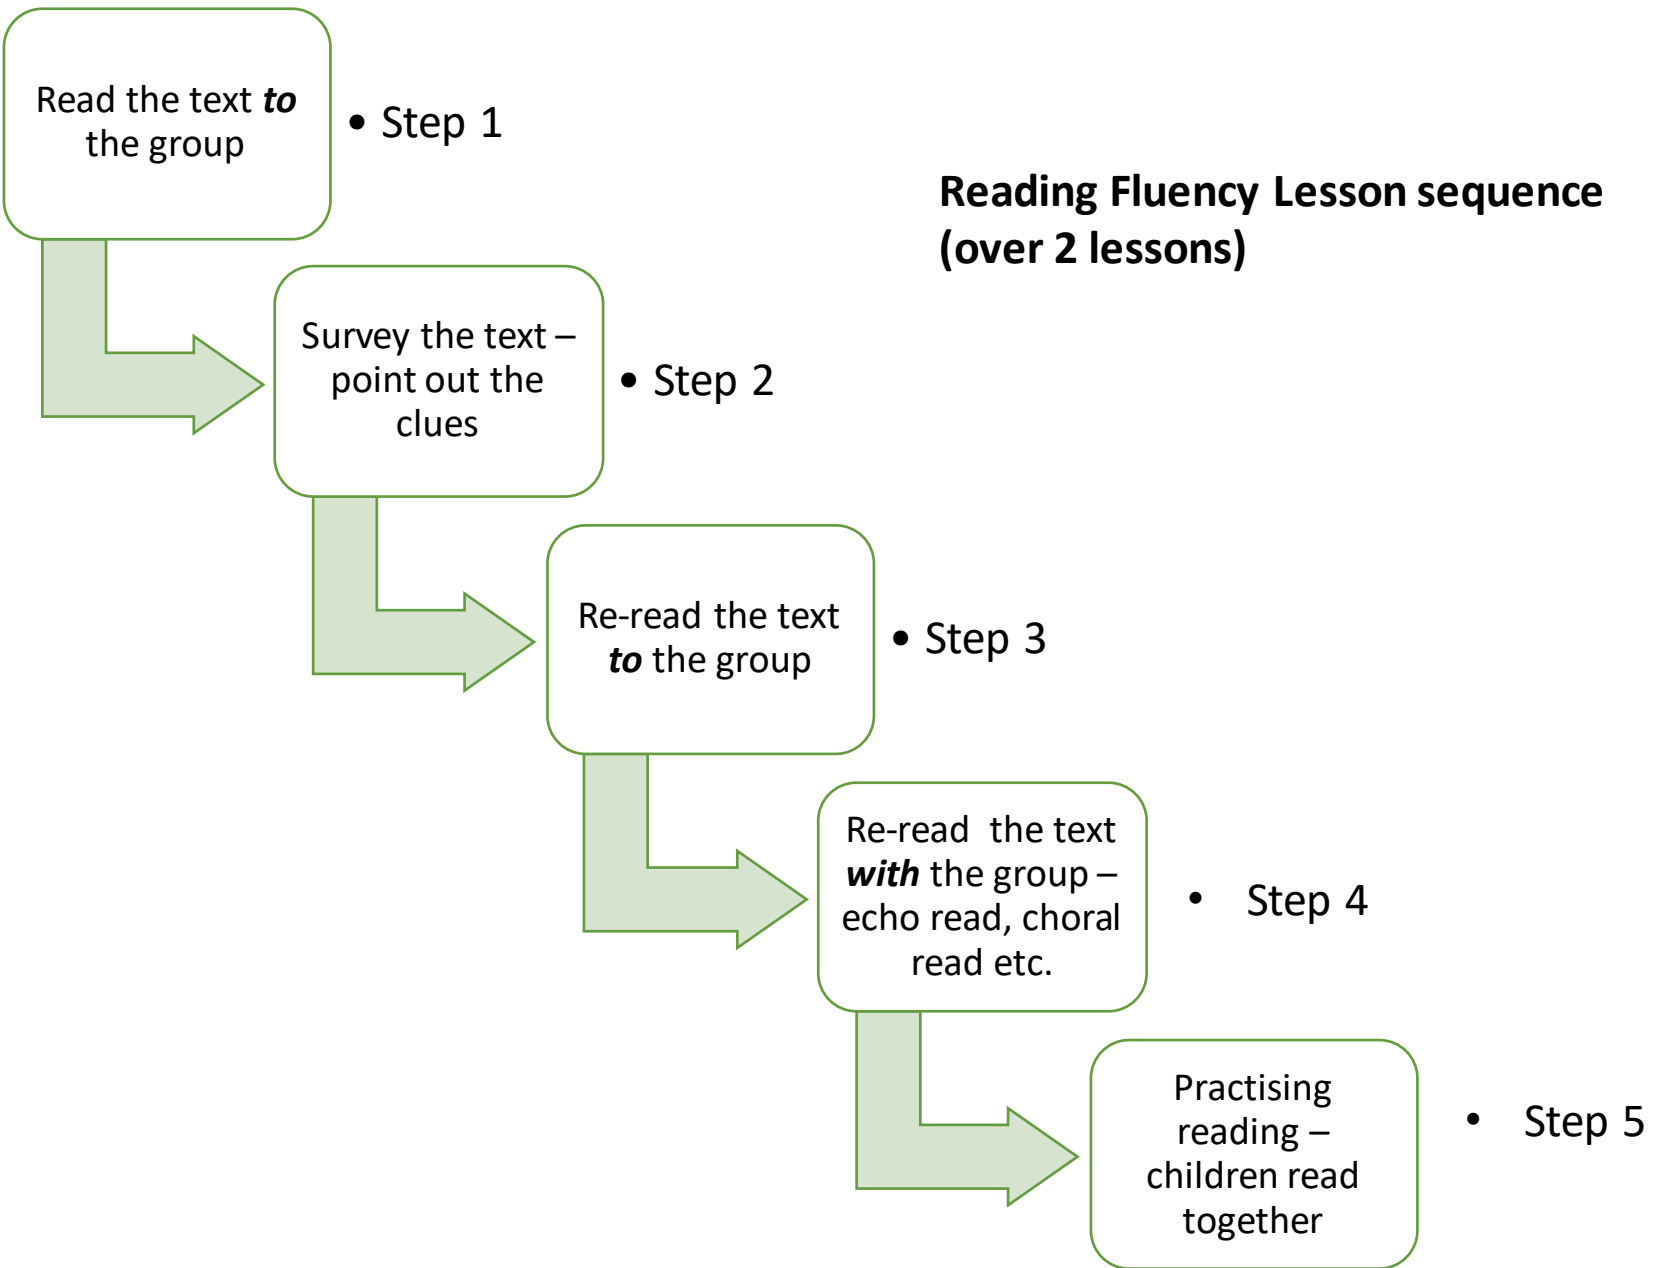 Read the text to
the group
• Step 1
Reading Fluency Lesson sequence
(over 2 lessons)
Survey the text –
point out the
clues
• Step 2
Re-read the text
to the group
• Step 3
Re-read the text
with the group –
echo read, choral
read etc.
• Step 4
Practising
reading –
children read
together
• Step 5